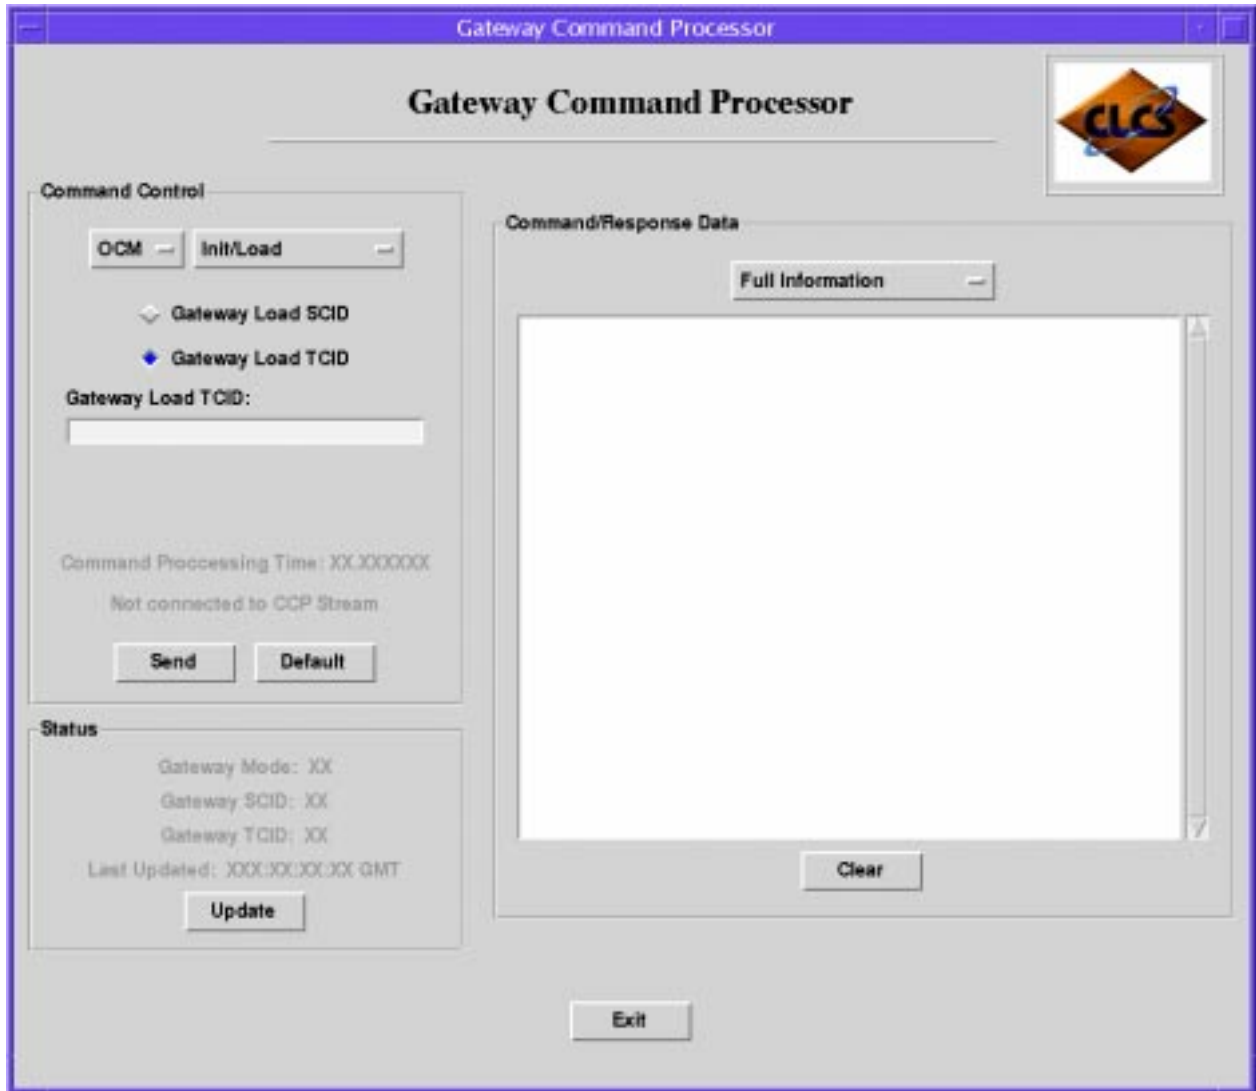 Gateway Command Processor
Gateway Command Processor
CLCS
Command Control
OCM Init/Load
Gateway Load SCID
Gateway Load TCID
Gateway Load TCID:
Command Proccessing Time: XX.XXXXXX
Not connected to CCP Stream
Send Default
Status
Gateway Mode: XX
Gateway SCID: XX
Gateway TCID: XX
Last Updated: XXX:XX:XX:XX GMT
Update
Command/Response Data
Full Information
Clear
Exit